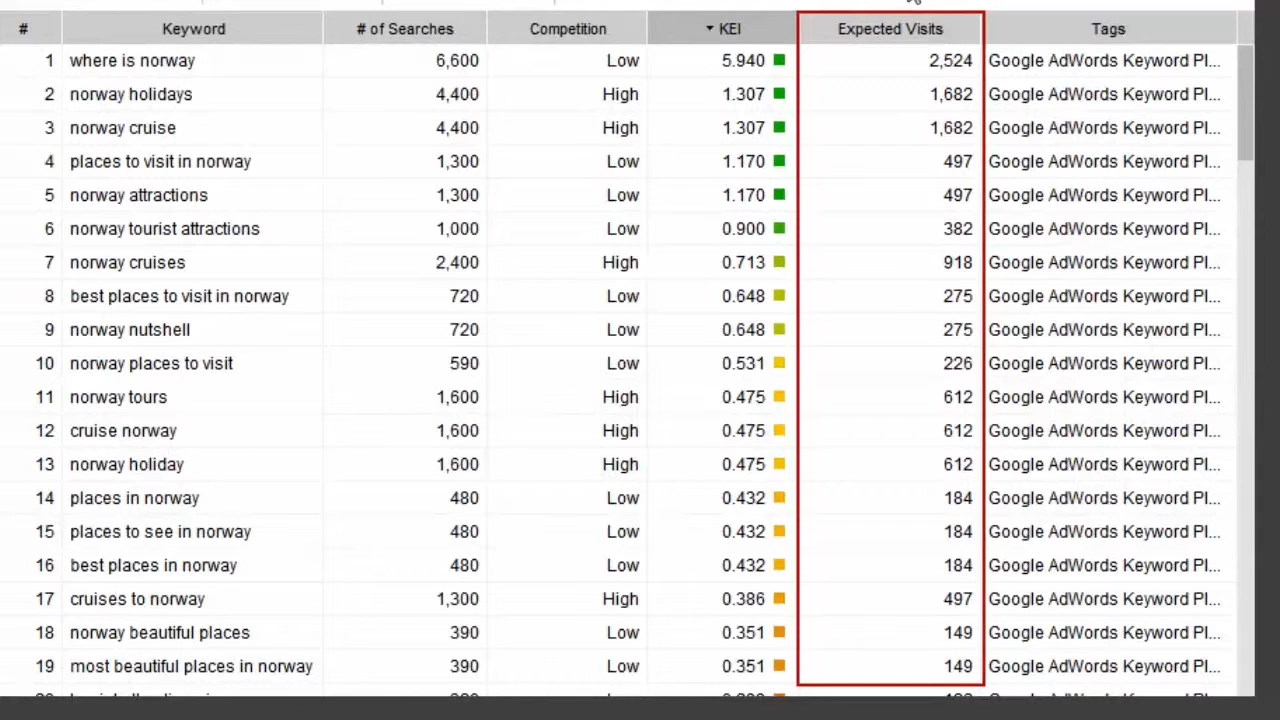 # Keyword # of Searches Competition KEI Expected Visits Tags
1 where is norway 6,600 Low 5.940 2,524 Google AdWords Keyword Pl...
2 norway holidays 4,400 High 1.307 1,682 Google AdWords Keyword Pl...
3 norway cruise 4,400 High 1.307 1,682 Google AdWords Keyword Pl...
4 places to visit in norway 1,300 Low 1.170 497 Google AdWords Keyword Pl...
5 norway attractions 1,300 Low 1.170 497 Google AdWords Keyword Pl...
6 norway tourist attractions 1,000 Low 0.900 382 Google AdWords Keyword Pl...
7 norway cruises 2,400 High 0.713 918 Google AdWords Keyword Pl...
8 best places to visit in norway 720 Low 0.648 275 Google AdWords Keyword Pl...
9 norway nutshell 720 Low 0.648 275 Google AdWords Keyword Pl...
10 norway places to visit 590 Low 0.531 226 Google AdWords Keyword Pl...
11 norway tours 1,600 High 0.475 612 Google AdWords Keyword Pl...
12 cruise norway 1,600 High 0.475 612 Google AdWords Keyword Pl...
13 norway holiday 1,600 High 0.475 612 Google AdWords Keyword Pl...
14 places in norway 480 Low 0.432 184 Google AdWords Keyword Pl...
15 places to see in norway 480 Low 0.432 184 Google AdWords Keyword Pl...
16 best places in norway 480 Low 0.432 184 Google AdWords Keyword Pl...
17 cruises to norway 1,300 High 0.386 497 Google AdWords Keyword Pl...
18 norway beautiful places 390 Low 0.351 149 Google AdWords Keyword Pl...
19 most beautiful places in norway 390 Low 0.351 149 Google AdWords Keyword Pl...